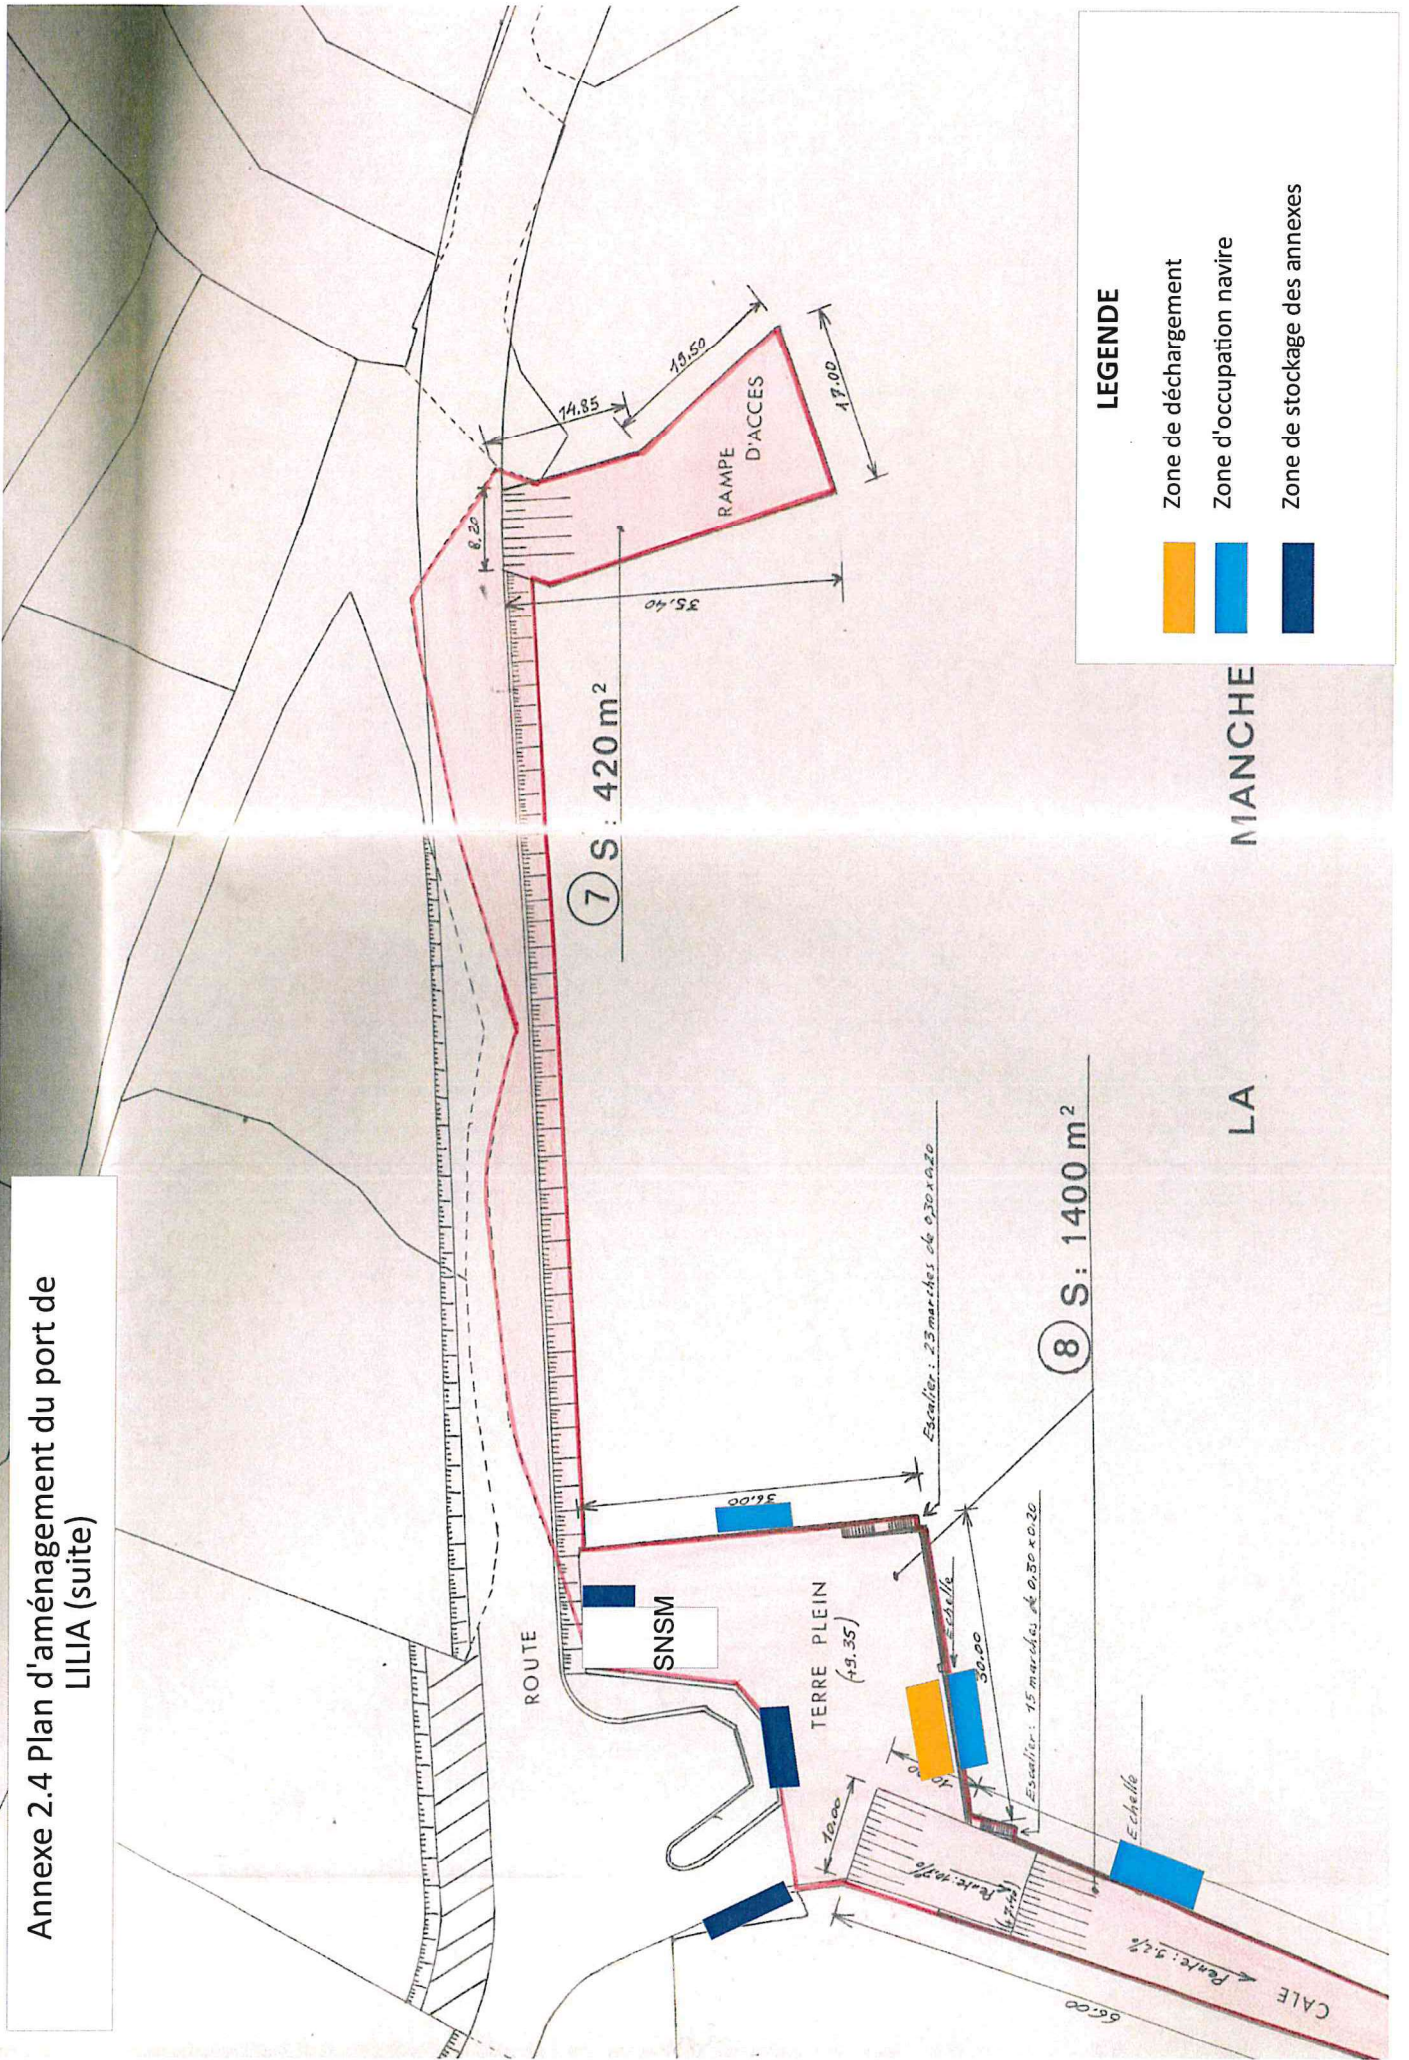 Annexe 2.4 Plan d'aménagement du port de
LILIA (suite)
ROUTE
SNSM
TERRE PLEIN
(+9.35)
36.00
Escalier : 23 marches de 0,30 x 0,20
Echelle
30.00
10.00
10.00
Escalier : 15 marches de 0,30 x 0,20
Echelle
Pente : 9.2%
CALE
66.00
8 S : 1400 m²
7 S : 420 m²
8,20
14.85
19,50
17.00
35,40
RAMPE
D'ACCES
LA MANCHE
LEGENDE
Zone de déchargement
Zone d'occupation navire
Zone de stockage des annexes